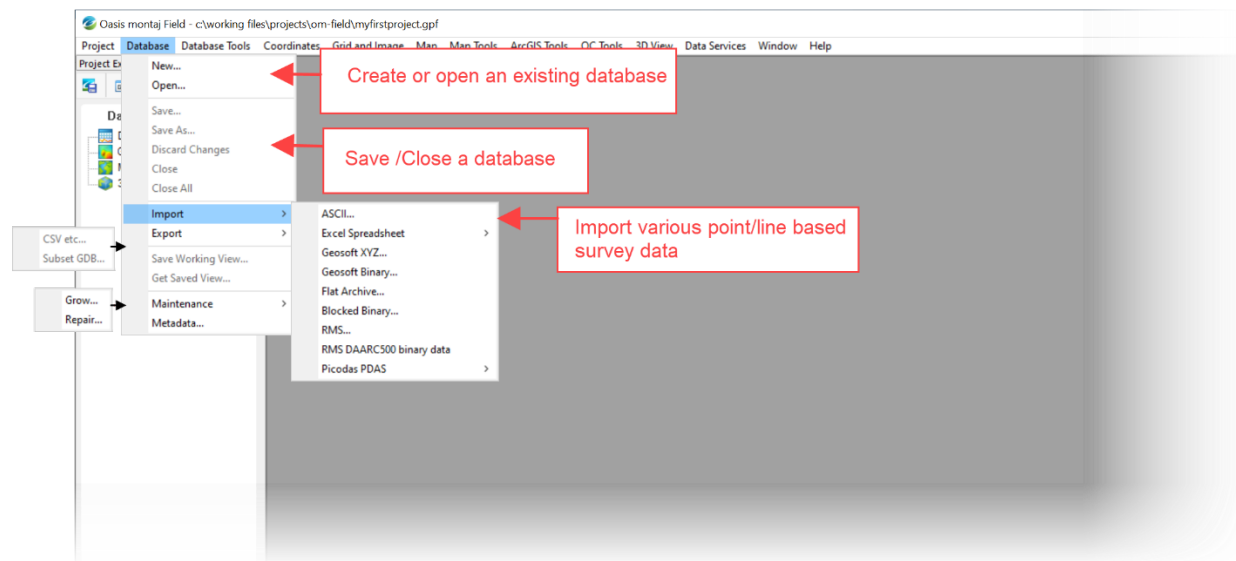 Oasis montaj Field - c:\working files\projects\om-field\myfirstproject.gpf
Project Database Database Tools Coordinates Grid and Image Map Map Tools ArcGIS Tools QC Tools 3D View Data Services Window Help
Project Ex
New...
Open...
Create or open an existing database
Da
Save...
Save As...
Discard Changes
Close
Close All
Save /Close a database
Import
Export
Save Working View...
Get Saved View...
Maintenance
Metadata...
CSV etc...
Subset GDB...
Grow...
Repair...
ASCII...
Excel Spreadsheet
Geosoft XYZ...
Geosoft Binary...
Flat Archive...
Blocked Binary...
RMS...
RMS DAARC500 binary data
Picodas PDAS
Import various point/line based
survey data